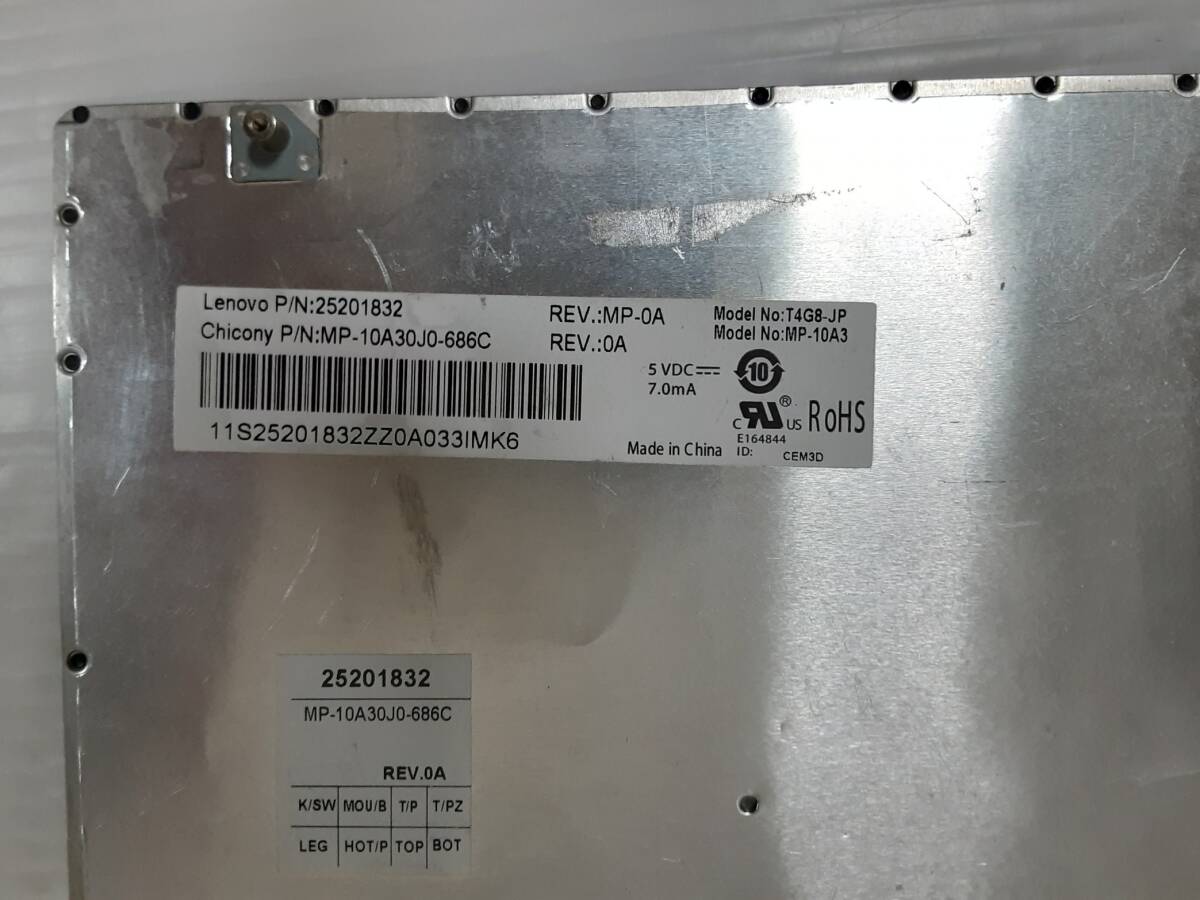 Lenovo P/N:25201832 REV.:MP-0A Model No:T4G8-JP
Chicony P/N:MP-10A30J0-686C REV.:0A Model No:MP-10A3
5 VDC
7.0mA
10
11S25201832ZZ0A033IMK6
c RU ® US RoHS
E164844
Made in China ID: CEM3D
25201832
MP-10A30J0-686C
REV.0A
K/SW MOU/B T/P T/PZ
LEG HOT/P TOP BOT